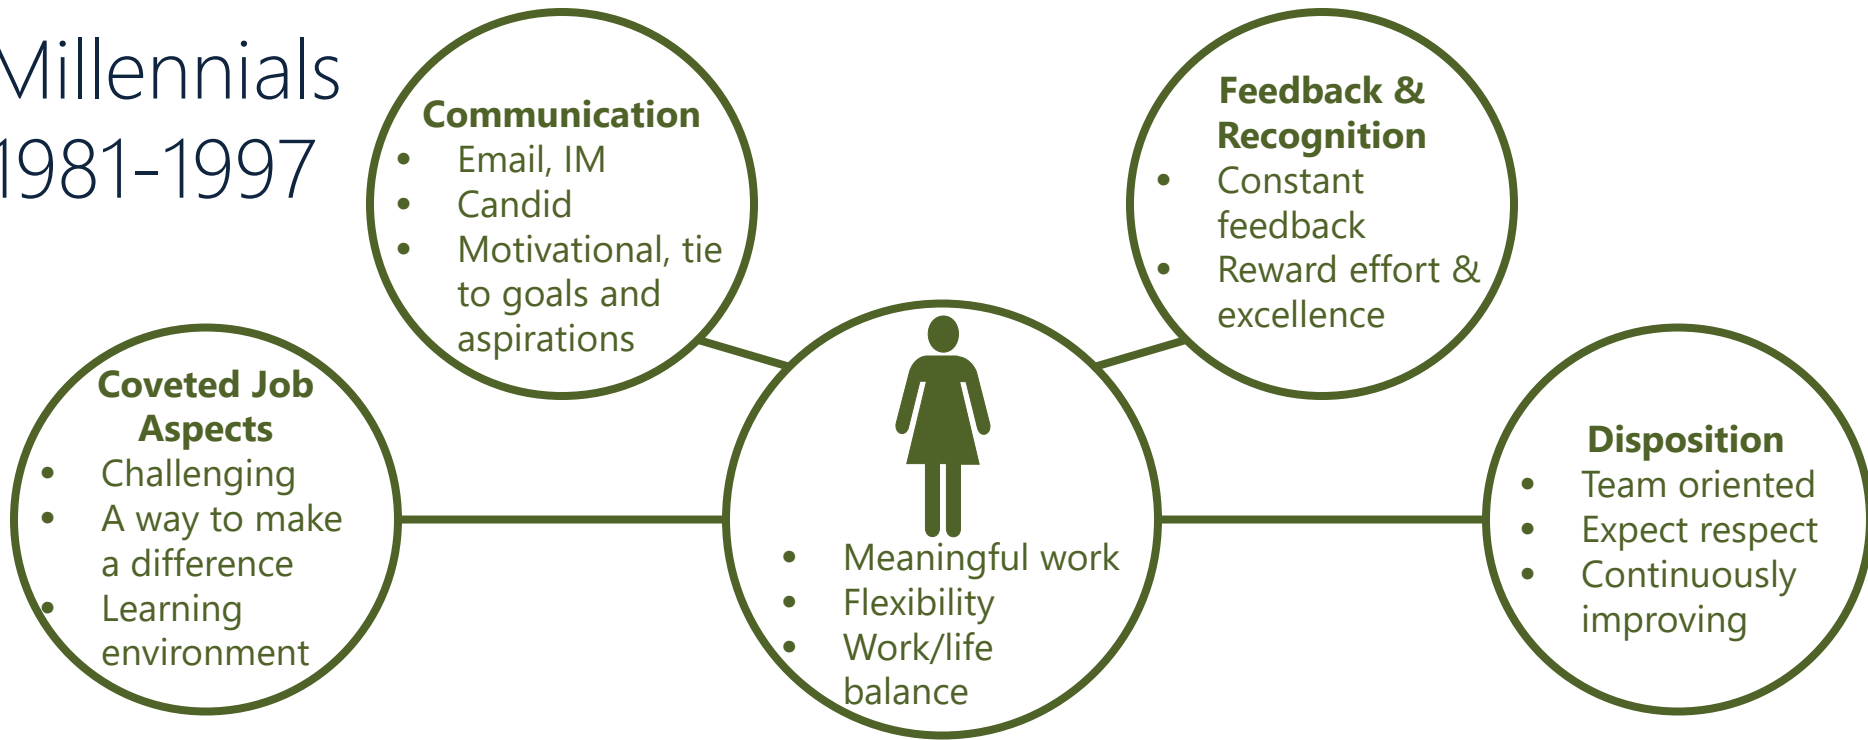 Millennials
1981-1997
Communication
• Email, IM
• Candid
• Motivational, tie
to goals and
aspirations
Feedback &
Recognition
• Constant
feedback
• Reward effort &
excellence
Coveted Job
Aspects
• Challenging
• A way to make
a difference
• Learning
environment
• Meaningful work
• Flexibility
• Work/life
balance
Disposition
• Team oriented
• Expect respect
• Continuously
improving